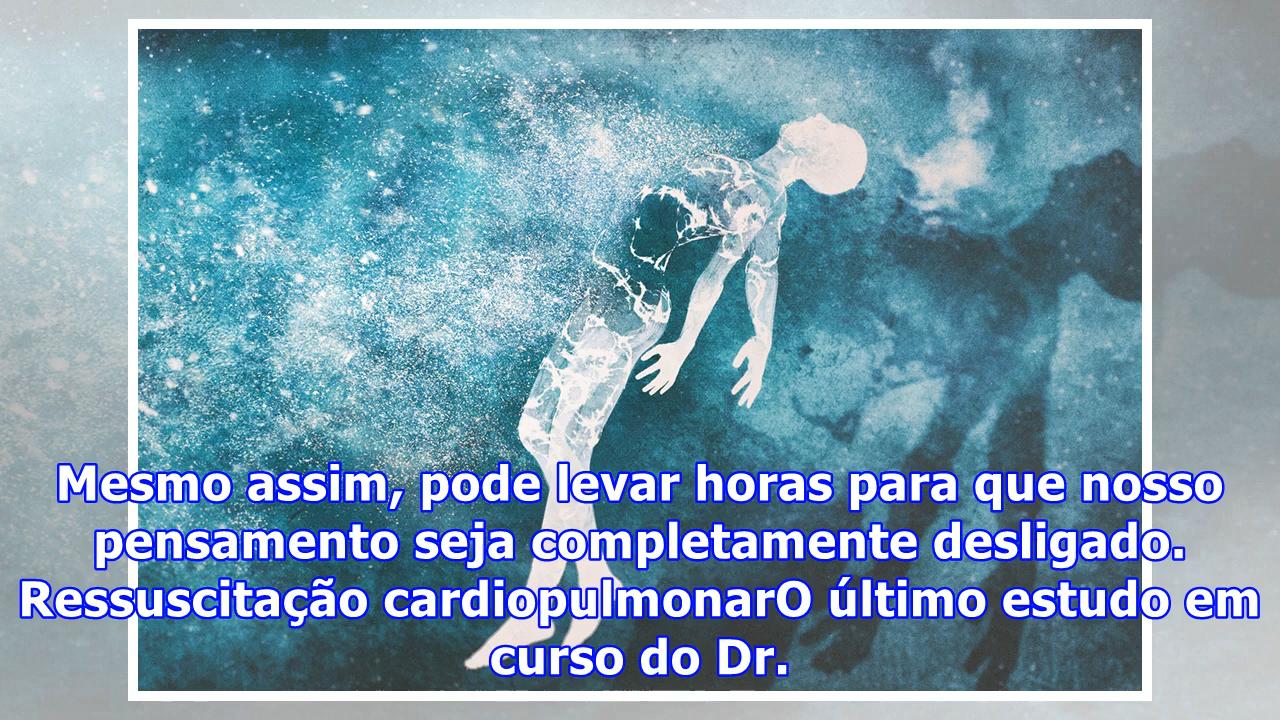 Mesmo assim, pode levar horas para que nosso
pensamento seja completamente desligado.
Ressuscitação cardiopulmonarO último estudo em
curso do Dr.